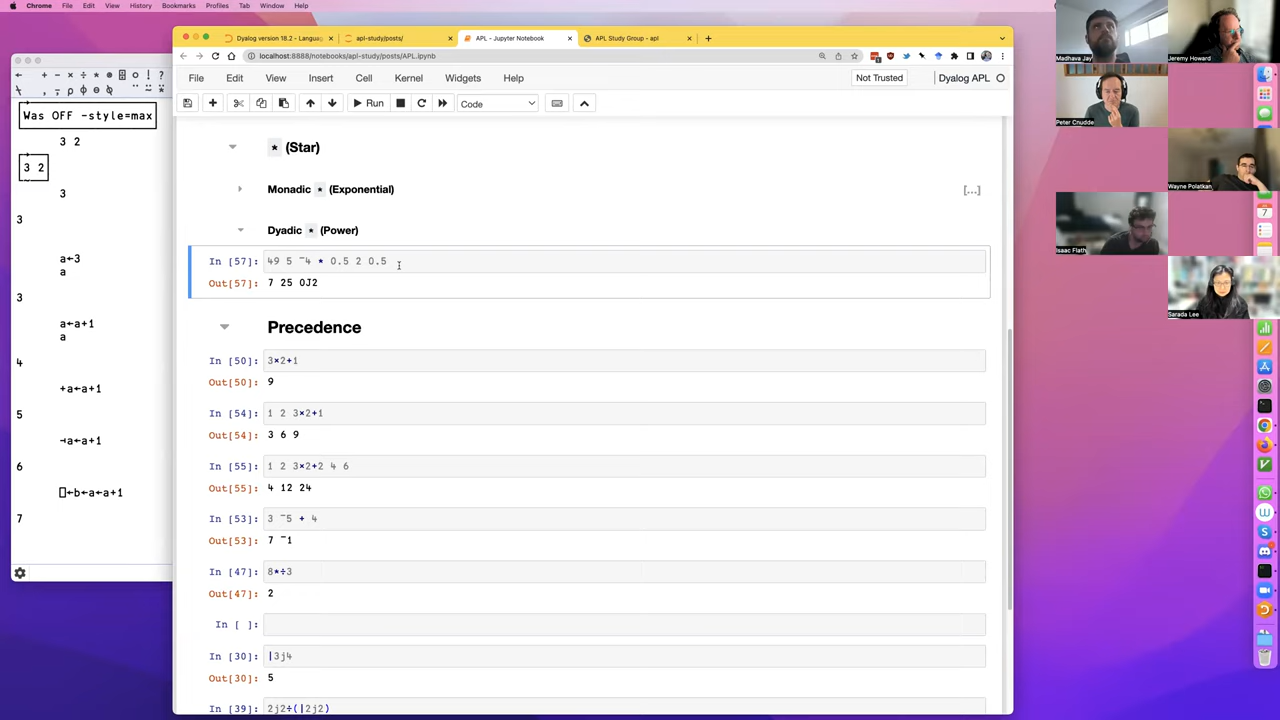 Chrome File Edit View History Bookmarks Profiles Tab Window Help
Dyalog version 18.2 - Langua
apl-study/posts/
APL - Jupyter Notebook
APL Study Group - apl
localhost:8888/notebooks/apl-study/posts/APL.ipynb
File Edit View Insert Cell Kernel Widgets Help
Not Trusted
Dyalog APL
Run
Code
Was OFF -style=max
3 2
3 2
3
3
a←3
a
3
a←a+1
a
4
+a←a+1
5
⊣a←a+1
6
⎕←b←a←a+1
7
* (Star)
Monadic * (Exponential)
[...]
Dyadic * (Power)
In [57]: 49 5 ¯4 * 0.5 2 0.5
Out[57]: 7 25 0J2
Precedence
In [50]: 3×2+1
Out[50]: 9
In [54]: 1 2 3×2+1
Out[54]: 3 6 9
In [55]: 1 2 3×2+2 4 6
Out[55]: 4 12 24
In [53]: 3 ¯5 + 4
Out[53]: 7 ¯1
In [47]: 8*÷3
Out[47]: 2
In [ ]:
In [30]: |3j4
Out[30]: 5
In [39]: 2j2÷(|2j2)
Madhava Jay
Jeremy Howard
Peter Cnudde
Wayne Polatkan
Isaac Flath
Sarada Lee
7